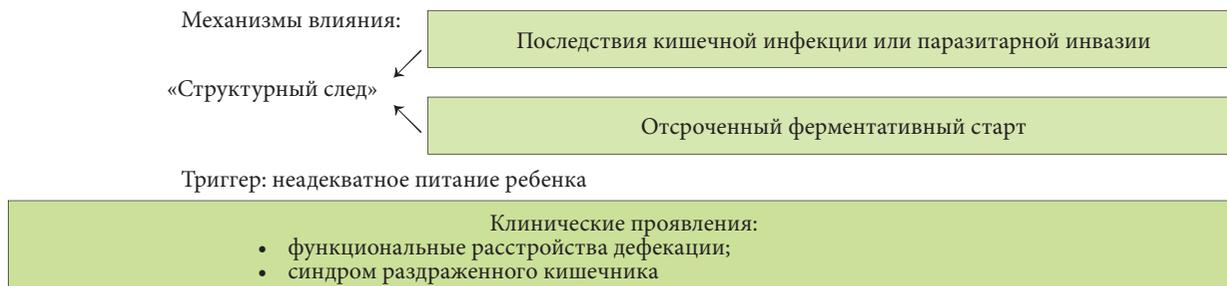 Механизмы влияния:
Последствия кишечной инфекции или паразитарной инвазии
«Структурный след»
Отсроченный ферментативный старт
Триггер: неадекватное питание ребенка
Клинические проявления:
• функциональные расстройства дефекации;
• синдром раздраженного кишечника